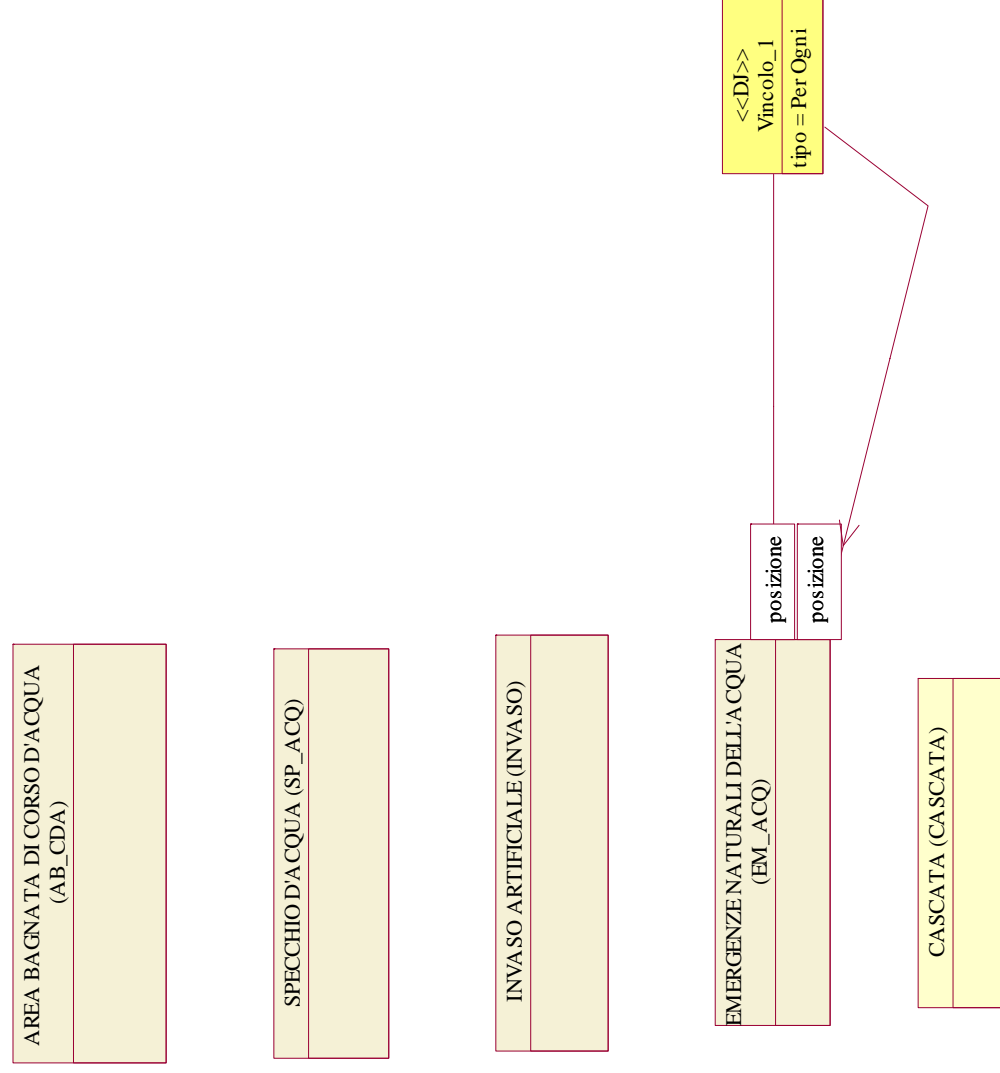 AREA BAGNATA DI CORSO D'ACQUA
(AB_CDA)
SPECCHIO D'ACQUA (SP_ACQ)
INVASO ARTIFICIALE (INVASO)
EMERGENZE NATURALI DELL'ACQUA
(EM_ACQ)
posizione
posizione
<<DJ>>
Vincolo_1
tipo = Per Ogni
CASCATA (CASCATA)